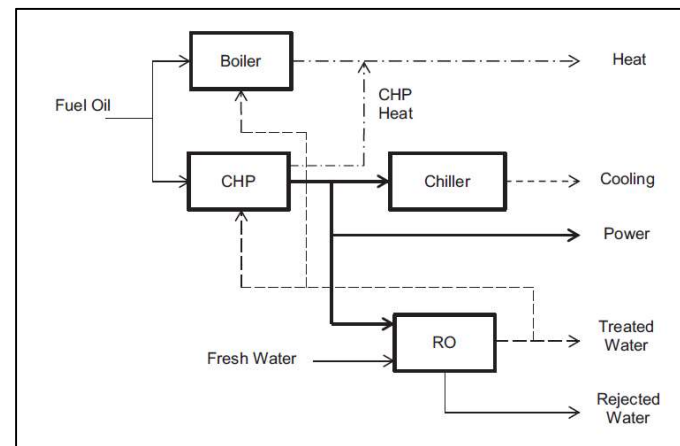 Boiler
Heat
Fuel Oil
CHP
Heat
CHP
Chiller
Cooling
Power
RO
Treated
Water
Fresh Water
Rejected
Water